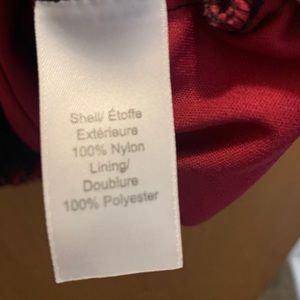 Shell/ Étoffe
Extérieure
100% Nylon
Lining/
Doublure
100% Polyester